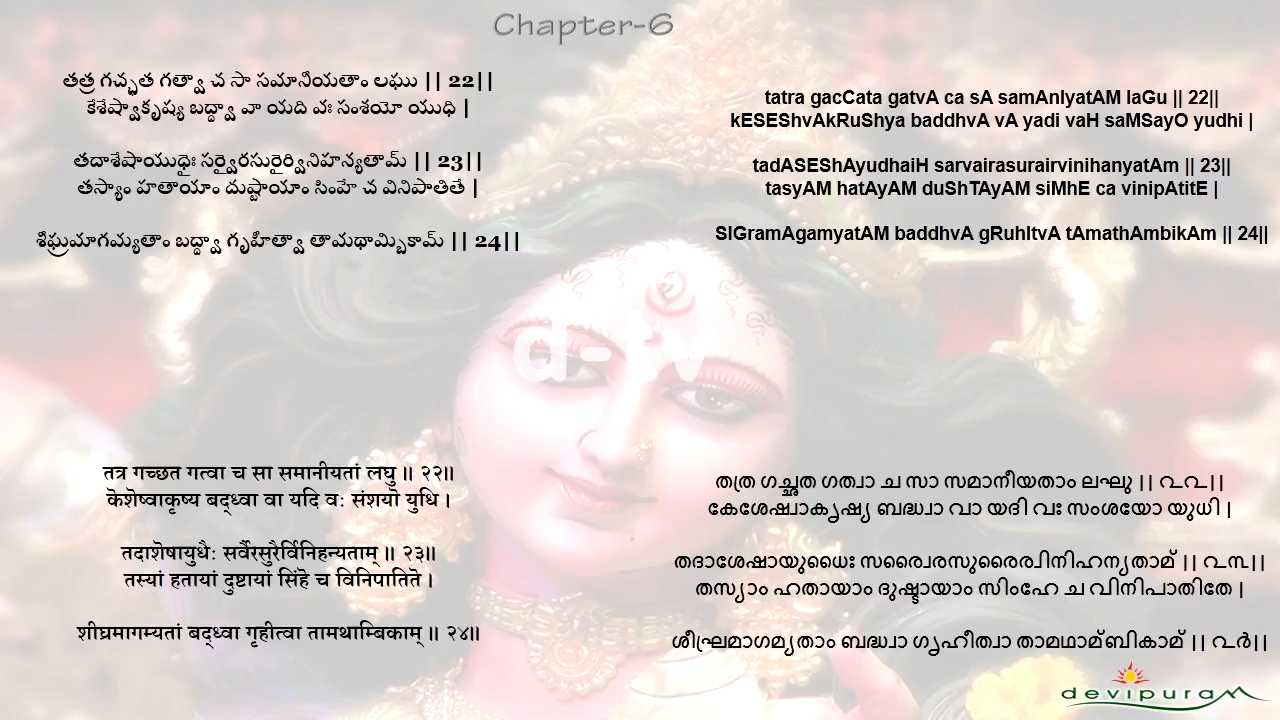 Chapter-6
తత్ర గచ్ఛత గత్వా చ సా సమానీయతాం లఘు || 22||
కేశేష్వాకృష్య బద్ధ్వా వా యది వః సంశయో యుధి |
తదాశేషాయుధైః సర్వైరసురైర్వినిహన్యతామ్ || 23||
తస్యాం హతాయాం దుష్టాయాం సింహే చ వినిపాతితే |
శీఘ్రమాగమ్యతాం బద్ధ్వా గృహీత్వా తామథామ్బికామ్ || 24||
tatra gacCata gatvA ca sA samAnIyatAM laGu || 22||
kESEShvAkRuShya baddhvA vA yadi vaH saMSayO yudhi |
tadASEShAyudhaiH sarvairasurairvinihanyatAm || 23||
tasyAM hatAyAM duShTAyAM siMhE ca vinipAtitE |
SIGramAgamyatAM baddhvA gRuhItvA tAmathAmbikAm || 24||
तत्र गच्छत गत्वा च सा समानीयतां लघु ॥ २२॥
कॆशॆष्वाकृष्य बद्ध्वा वा यदि वः संशयॊ युधि ।
तदाशॆषायुधैः सर्वैरसुरैर्विनिहन्यताम् ॥ २३॥
तस्यां हतायां दुष्टायां सिंहॆ च विनिपातितॆ ।
शीघ्रमागम्यतां बद्ध्वा गृहीत्वा तामथाम्बिकाम् ॥ २४॥
തത്ര ഗച്ഛത ഗത്വാ ച സാ സമാനീയതാം ലഘു || ൨൨||
കേശേഷ്വാകൃഷ്യ ബദ്ധ്വാ വാ യദി വഃ സംശയോ യുധി |
തദാശേഷായുധൈഃ സര്വൈരസുരൈര്വിനിഹന്യതാമ് || ൨൩||
തസ്യാം ഹതായാം ദുഷ്ടായാം സിംഹേ ച വിനിപാതിതേ |
ശീഘ്രമാഗമ്യതാം ബദ്ധ്വാ ഗൃഹീത്വാ താമഥാമ്ബികാമ് || ൨൪||
devipuram